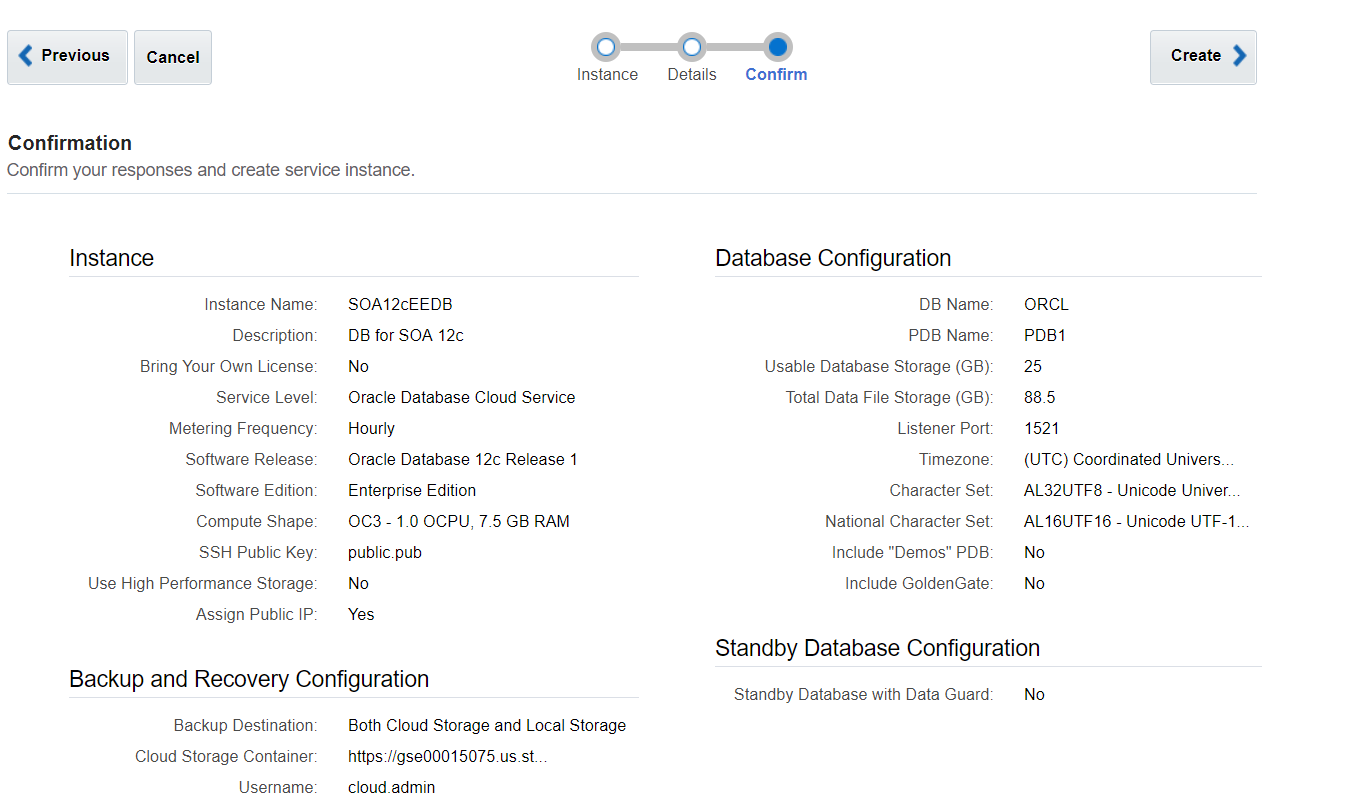 Previous
Cancel
Instance
Details
Confirm
Create
Confirmation
Confirm your responses and create service instance.
Instance
Instance Name: SOA12cEEDB
Description: DB for SOA 12c
Bring Your Own License: No
Service Level: Oracle Database Cloud Service
Metering Frequency: Hourly
Software Release: Oracle Database 12c Release 1
Software Edition: Enterprise Edition
Compute Shape: OC3 - 1.0 OCPU, 7.5 GB RAM
SSH Public Key: public.pub
Use High Performance Storage: No
Assign Public IP: Yes
Backup and Recovery Configuration
Backup Destination: Both Cloud Storage and Local Storage
Cloud Storage Container: https://gse00015075.us.st...
Username: cloud.admin
Database Configuration
DB Name: ORCL
PDB Name: PDB1
Usable Database Storage (GB): 25
Total Data File Storage (GB): 88.5
Listener Port: 1521
Timezone: (UTC) Coordinated Univers...
Character Set: AL32UTF8 - Unicode Univer...
National Character Set: AL16UTF16 - Unicode UTF-1...
Include "Demos" PDB: No
Include GoldenGate: No
Standby Database Configuration
Standby Database with Data Guard: No